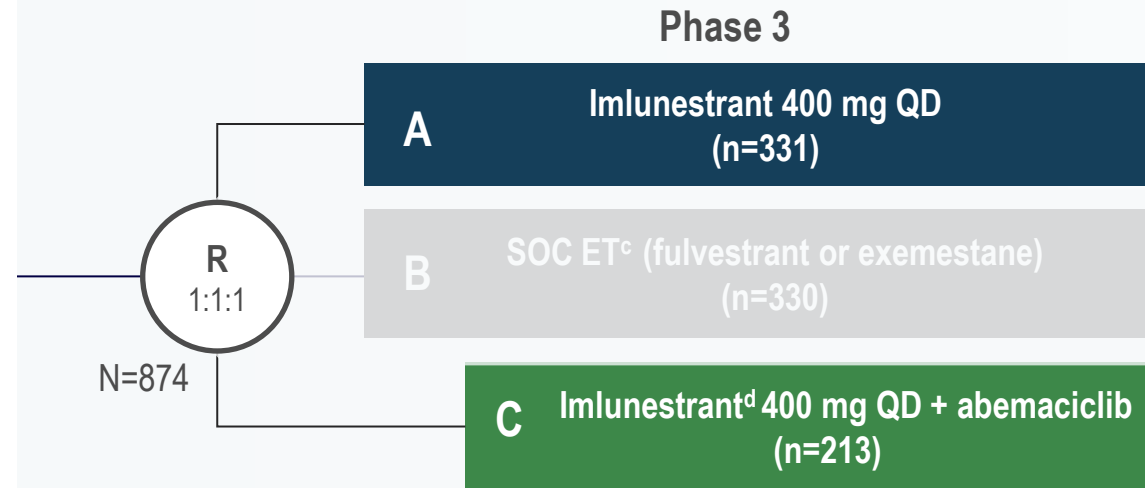 Phase 3
A
Imlunestrant 400 mg QD
(n=331)
R
1:1:1
N=874
B
SOC ETᶜ (fulvestrant or exemestane)
(n=330)
C
Imlunestrantᵈ 400 mg QD + abemaciclib
(n=213)